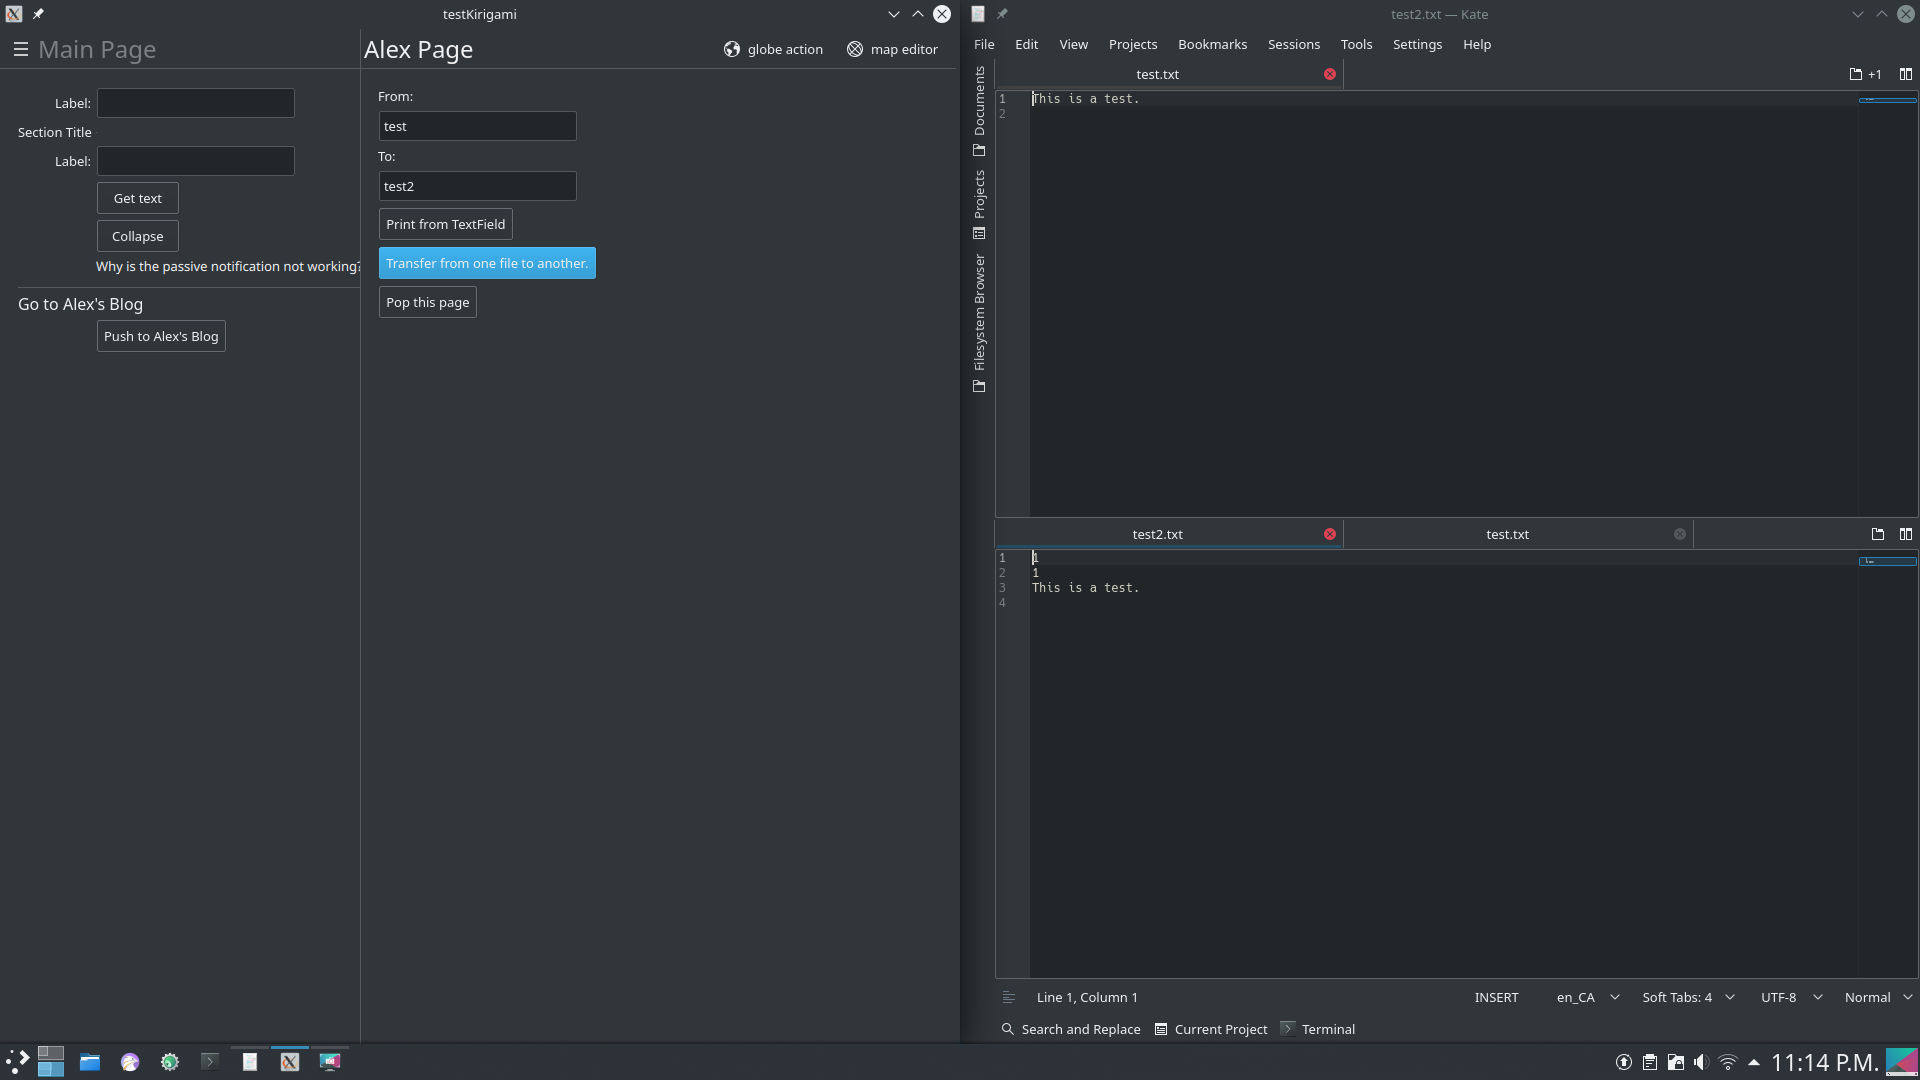 testKirigami
Main Page
Alex Page
globe action
map editor
Label:
Section Title
Label:
Get text
Collapse
Why is the passive notification not working?
Go to Alex's Blog
Push to Alex's Blog
From:
test
To:
test2
Print from TextField
Transfer from one file to another.
Pop this page
test2.txt — Kate
File Edit View Projects Bookmarks Sessions Tools Settings Help
Documents
Projects
Filesystem Browser
test.txt
+1
1 This is a test.
2
test2.txt
test.txt
1 1
2 1
3 This is a test.
4
Line 1, Column 1
INSERT
en_CA
Soft Tabs: 4
UTF-8
Normal
Search and Replace
Current Project
Terminal
11:14 P.M.